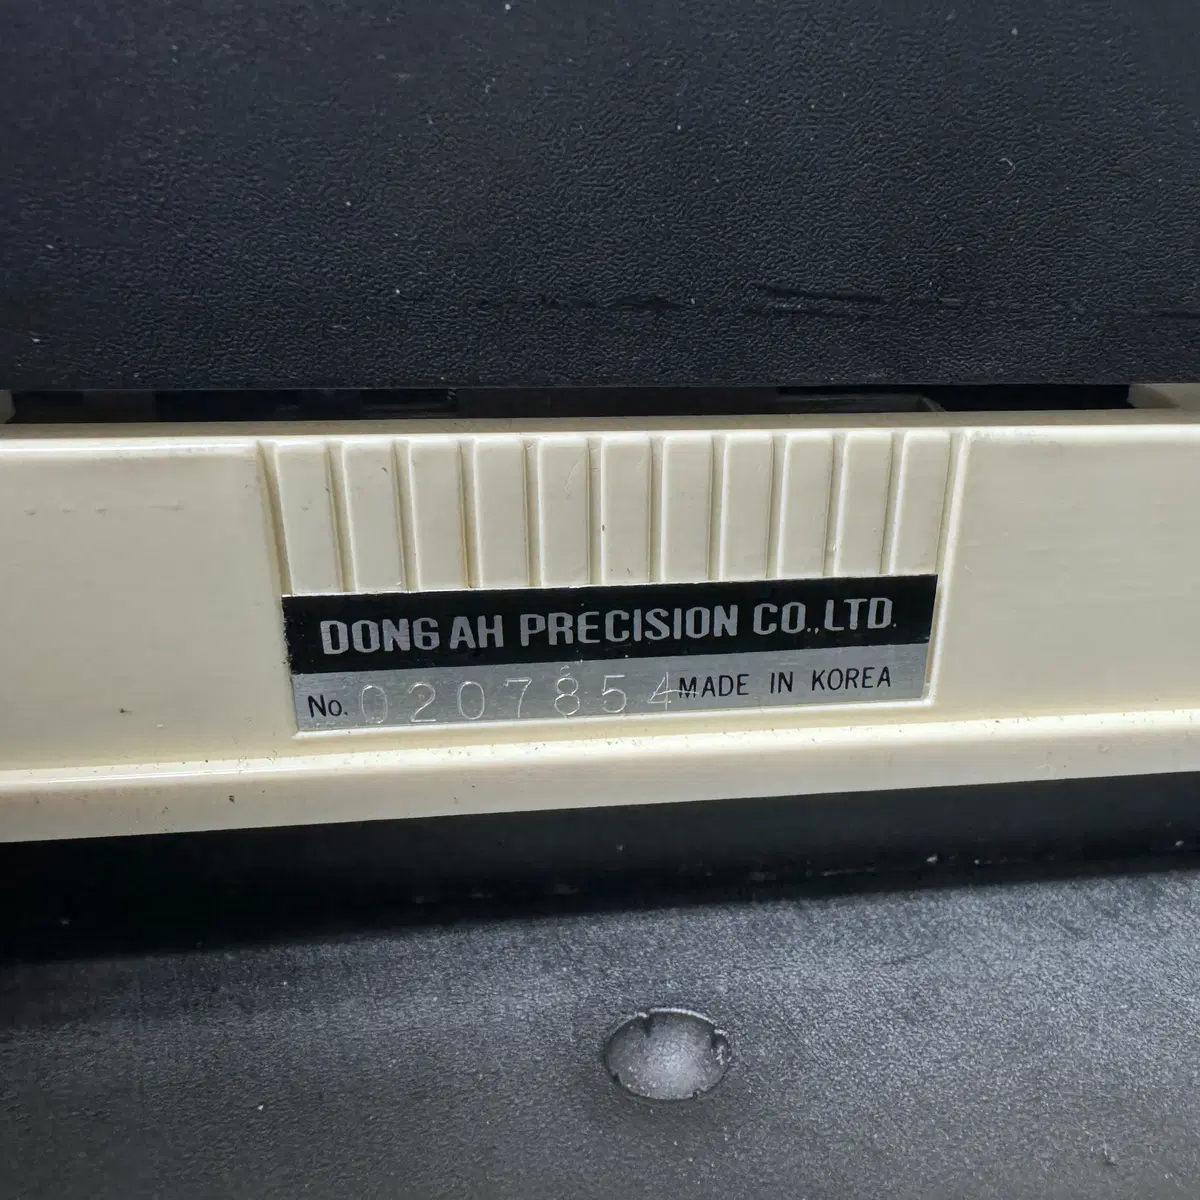 DONG AH PRECISION CO.,LTD.
No. 0207854 MADE IN KOREA